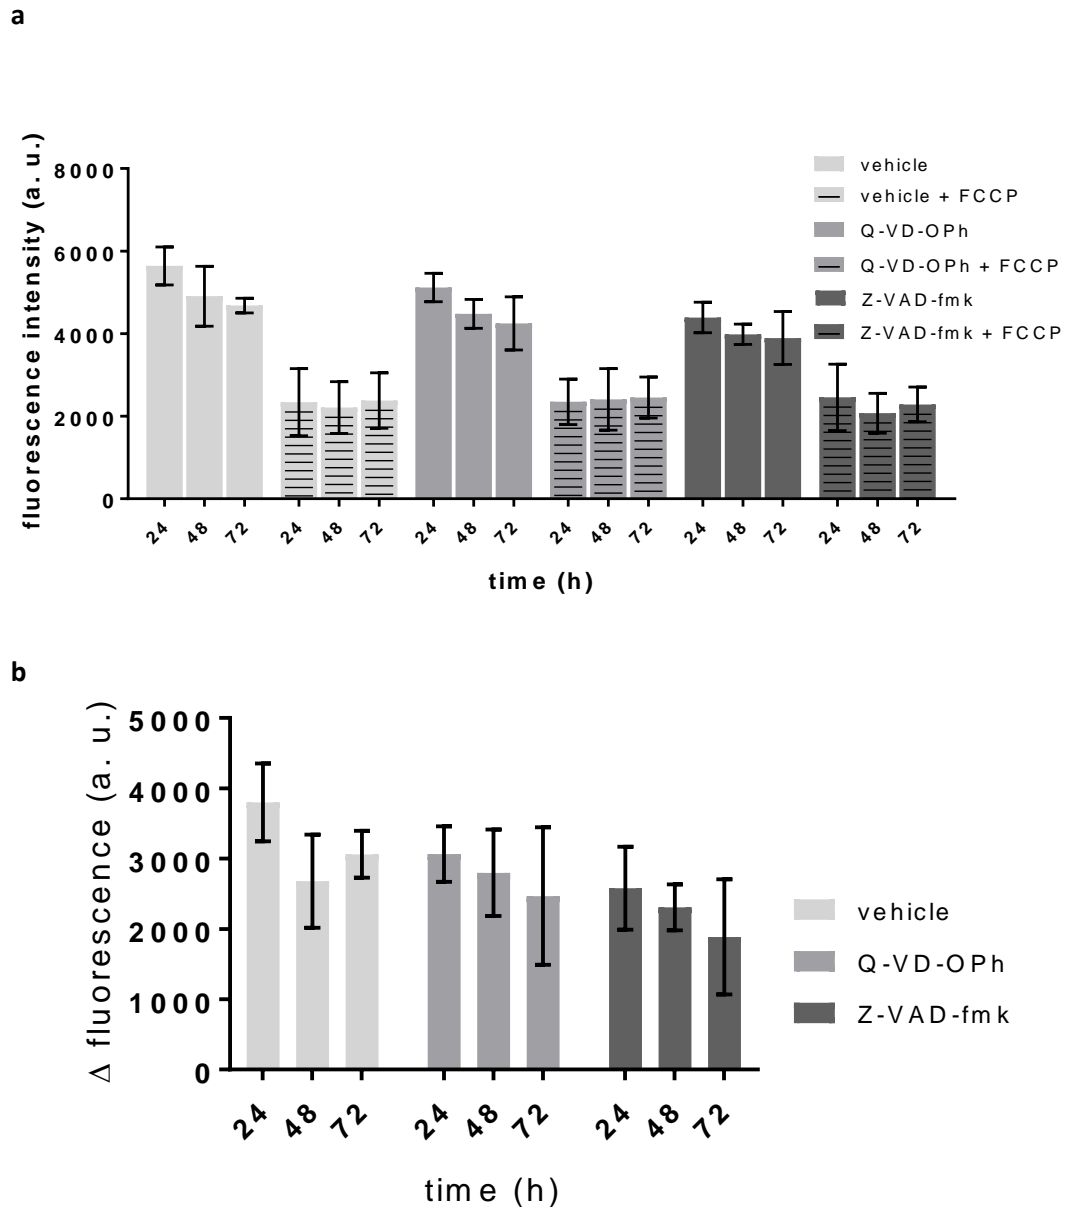 a
fluorescence intensity (a. u.)
8000
6000
4000
2000
0
24 48 72 24 48 72 24 48 72 24 48 72 24 48 72 24 48 72
time (h)
vehicle
vehicle + FCCP
Q-VD-OPh
Q-VD-OPh + FCCP
Z-VAD-fmk
Z-VAD-fmk + FCCP
b
Δ fluorescence (a. u.)
5000
4000
3000
2000
1000
0
24 48 72 24 48 72 24 48 72
time (h)
vehicle
Q-VD-OPh
Z-VAD-fmk